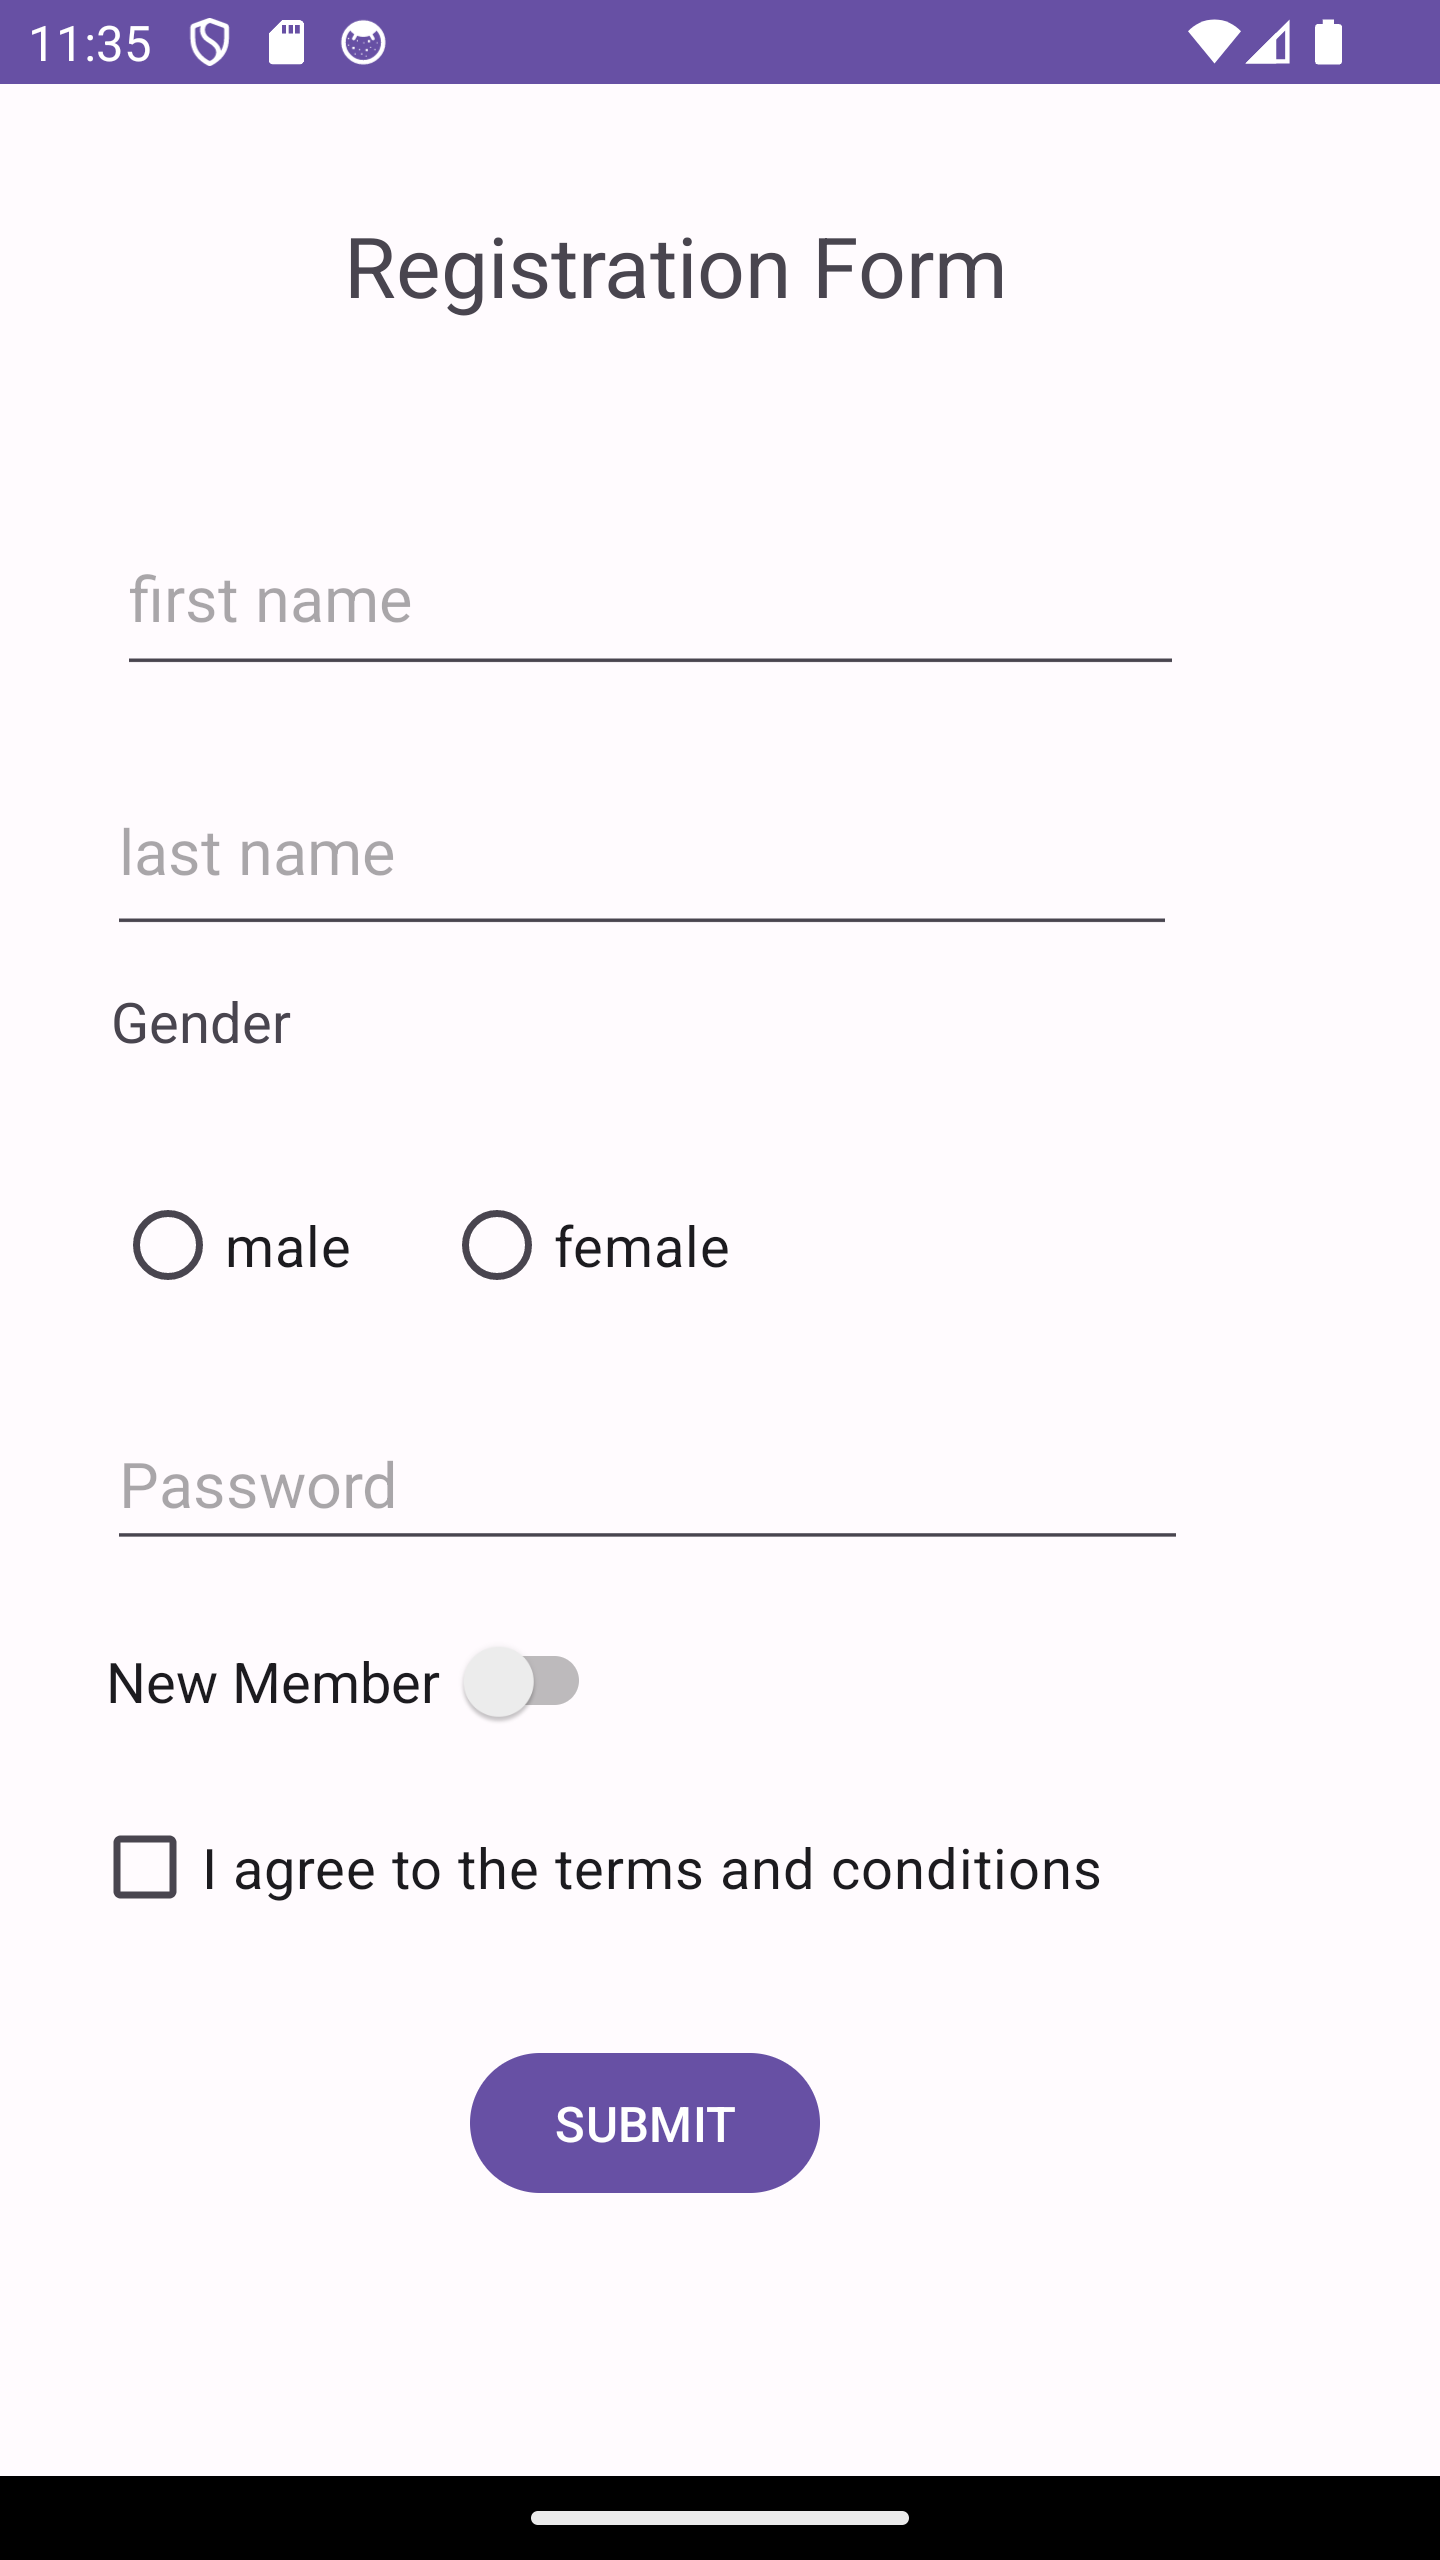 11:35
Registration Form
first name
last name
Gender
male female
Password
New Member
I agree to the terms and conditions
SUBMIT